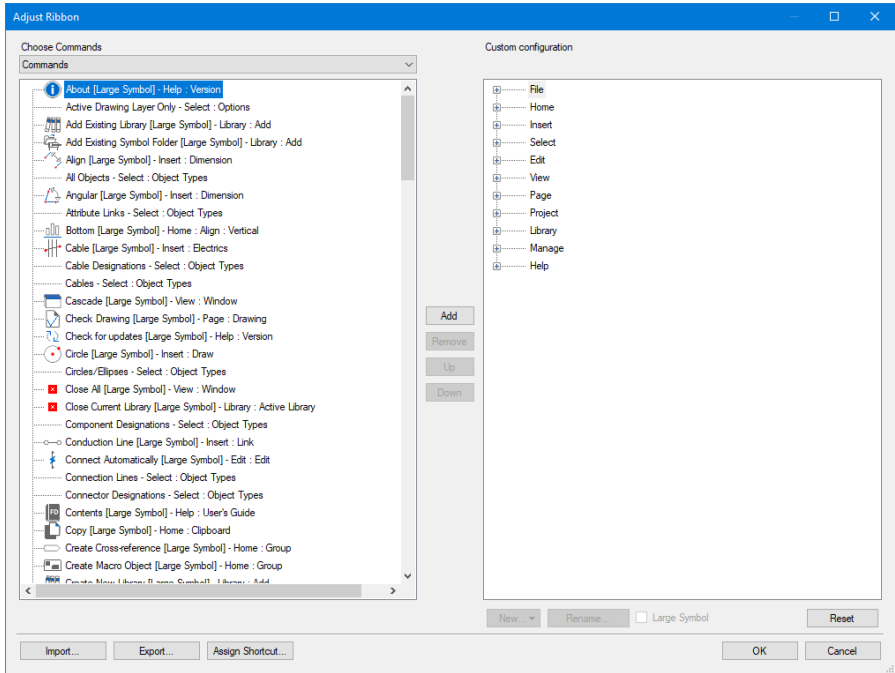 Adjust Ribbon
Choose Commands
Commands
About [Large Symbol] - Help : Version
Active Drawing Layer Only - Select : Options
Add Existing Library [Large Symbol] - Library : Add
Add Existing Symbol Folder [Large Symbol] - Library : Add
Align [Large Symbol] - Insert : Dimension
All Objects - Select : Object Types
Angular [Large Symbol] - Insert : Dimension
Attribute Links - Select : Object Types
Bottom [Large Symbol] - Home : Align : Vertical
Cable [Large Symbol] - Insert : Electrics
Cable Designations - Select : Object Types
Cables - Select : Object Types
Cascade [Large Symbol] - View : Window
Check Drawing [Large Symbol] - Page : Drawing
Check for updates [Large Symbol] - Help : Version
Circle [Large Symbol] - Insert : Draw
Circles/Ellipses - Select : Object Types
Close All [Large Symbol] - View : Window
Close Current Library [Large Symbol] - Library : Active Library
Component Designations - Select : Object Types
Conduction Line [Large Symbol] - Insert : Link
Connect Automatically [Large Symbol] - Edit : Edit
Connection Lines - Select : Object Types
Connector Designations - Select : Object Types
FD
Contents [Large Symbol] - Help : User's Guide
Copy [Large Symbol] - Home : Clipboard
Create Cross-reference [Large Symbol] - Home : Group
Create Macro Object [Large Symbol] - Home : Group
Create New Library [Large Symbol] - Library : Add
Add
Remove
Up
Down
Custom configuration
File
Home
Insert
Select
Edit
View
Page
Project
Library
Manage
Help
New...
Rename...
Large Symbol
Reset
Import...
Export...
Assign Shortcut...
OK
Cancel